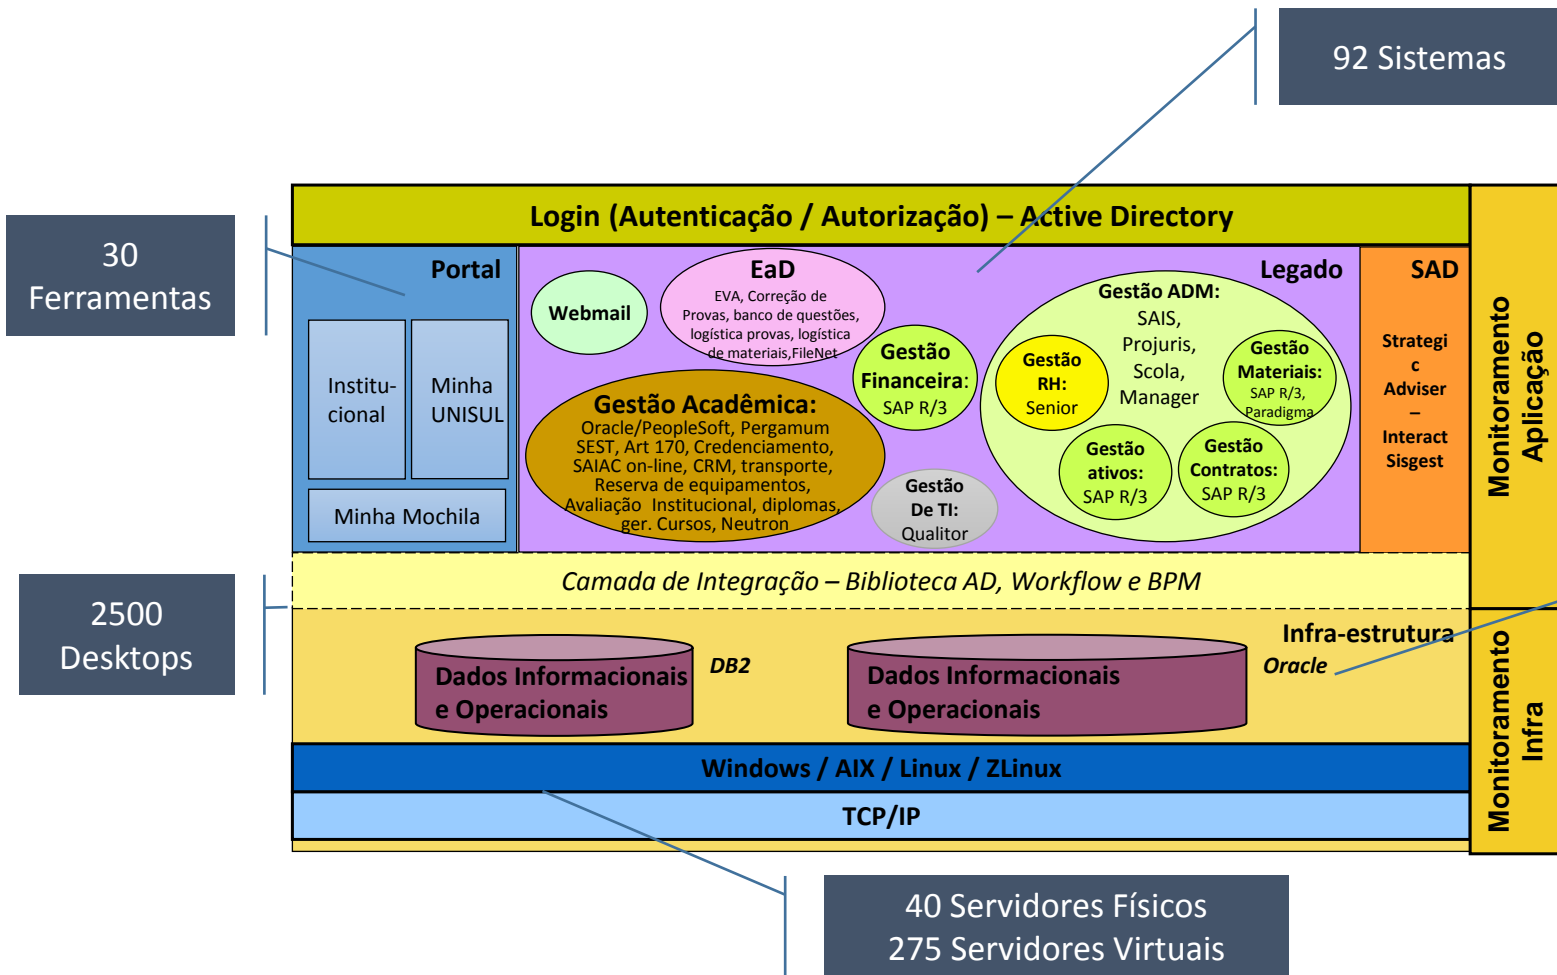 92 Sistemas
Login (Autenticação / Autorização) – Active Directory
30
Ferramentas
Portal
Institu-
cional
Minha
UNISUL
Minha Mochila
Webmail
EaD
EVA, Correção de
Provas, banco de questões,
logística provas, logística
de materiais,FileNet
Gestão Acadêmica:
Oracle/PeopleSoft, Pergamum
SEST, Art 170, Credenciamento,
SAIAC on-line, CRM, transporte,
Reserva de equipamentos,
Avaliação Institucional, diplomas,
ger. Cursos, Neutron
Gestão
Financeira:
SAP R/3
Gestão
De TI:
Qualitor
Legado
Gestão ADM:
SAIS,
Projuris,
Scola,
Manager
Gestão
RH:
Senior
Gestão
Materiais:
SAP R/3,
Paradigma
Gestão
ativos:
SAP R/3
Gestão
Contratos:
SAP R/3
SAD
Strategi
c
Adviser
–
Interact
Sisgest
Monitoramento
Aplicação
Camada de Integração – Biblioteca AD, Workflow e BPM
2500
Desktops
Infra-estrutura
Dados Informacionais
e Operacionais
DB2
Dados Informacionais
e Operacionais
Oracle
Monitoramento
Infra
Windows / AIX / Linux / ZLinux
TCP/IP
40 Servidores Físicos
275 Servidores Virtuais